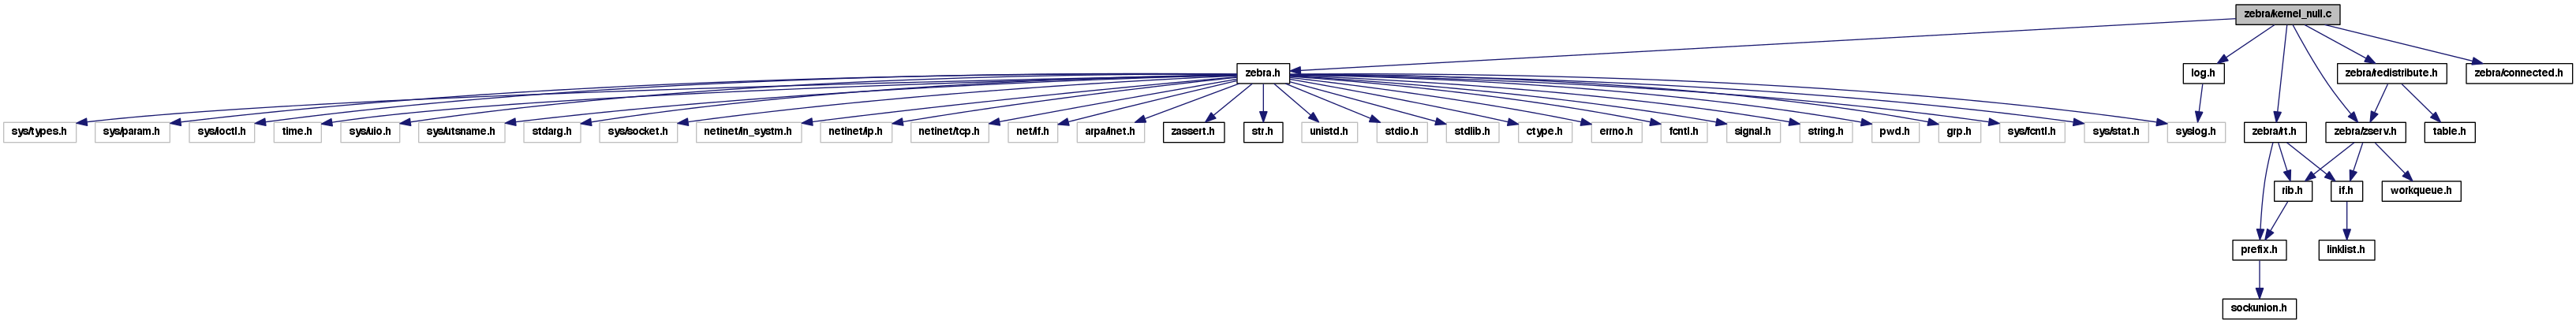 zebra/kernel_null.c
zebra.h
log.h
zebra/redistribute.h
zebra/connected.h
sys/types.h
sys/param.h
sys/ioctl.h
time.h
sys/uio.h
sys/utsname.h
stdarg.h
sys/socket.h
netinet/in_systm.h
netinet/ip.h
netinet/tcp.h
net/if.h
arpa/inet.h
zassert.h
str.h
unistd.h
stdio.h
stdlib.h
ctype.h
errno.h
fcntl.h
signal.h
string.h
pwd.h
grp.h
sys/fcntl.h
sys/stat.h
syslog.h
zebra/rt.h
zebra/zserv.h
table.h
rib.h
if.h
workqueue.h
prefix.h
linklist.h
sockunion.h